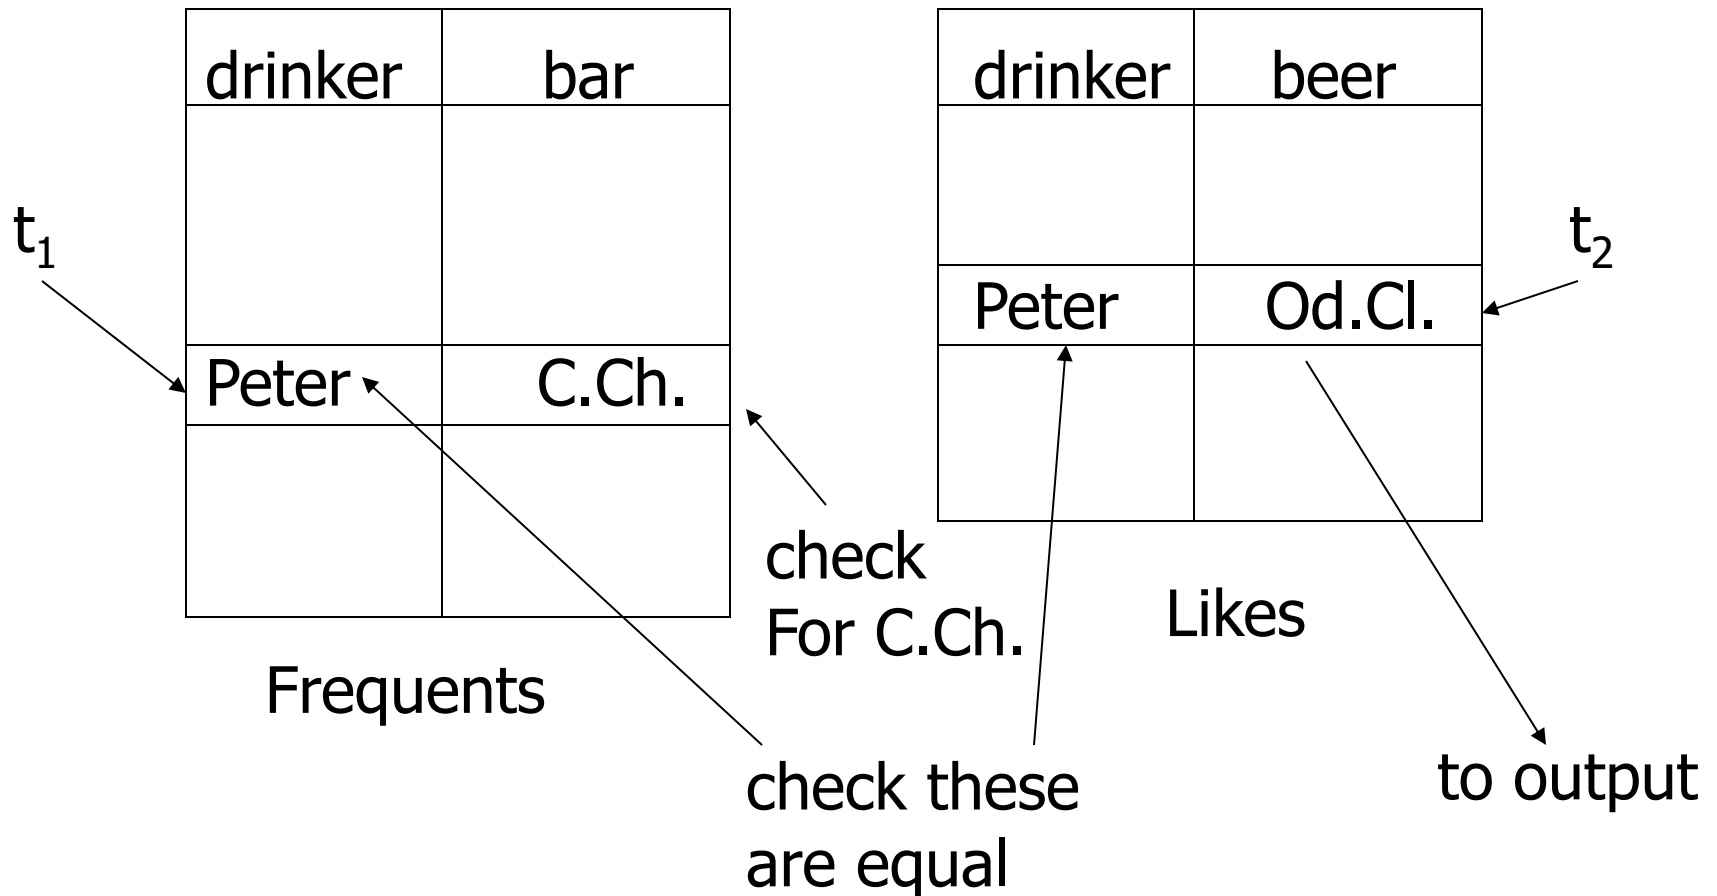 drinker bar
drinker beer
t₁
t₂
Peter Od.Cl.
Peter C.Ch.
check
For C.Ch.
Likes
Frequents
check these
are equal
to output